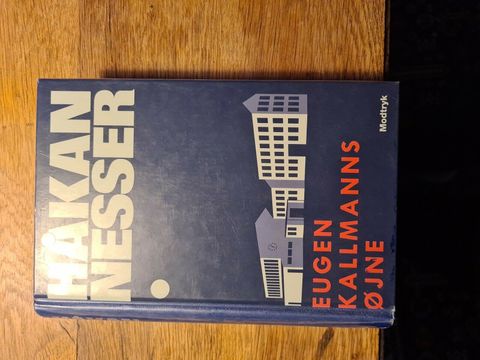 HÅKAN
NESSER
EUGEN
KALLMANNS
ØJNE
Modtryk